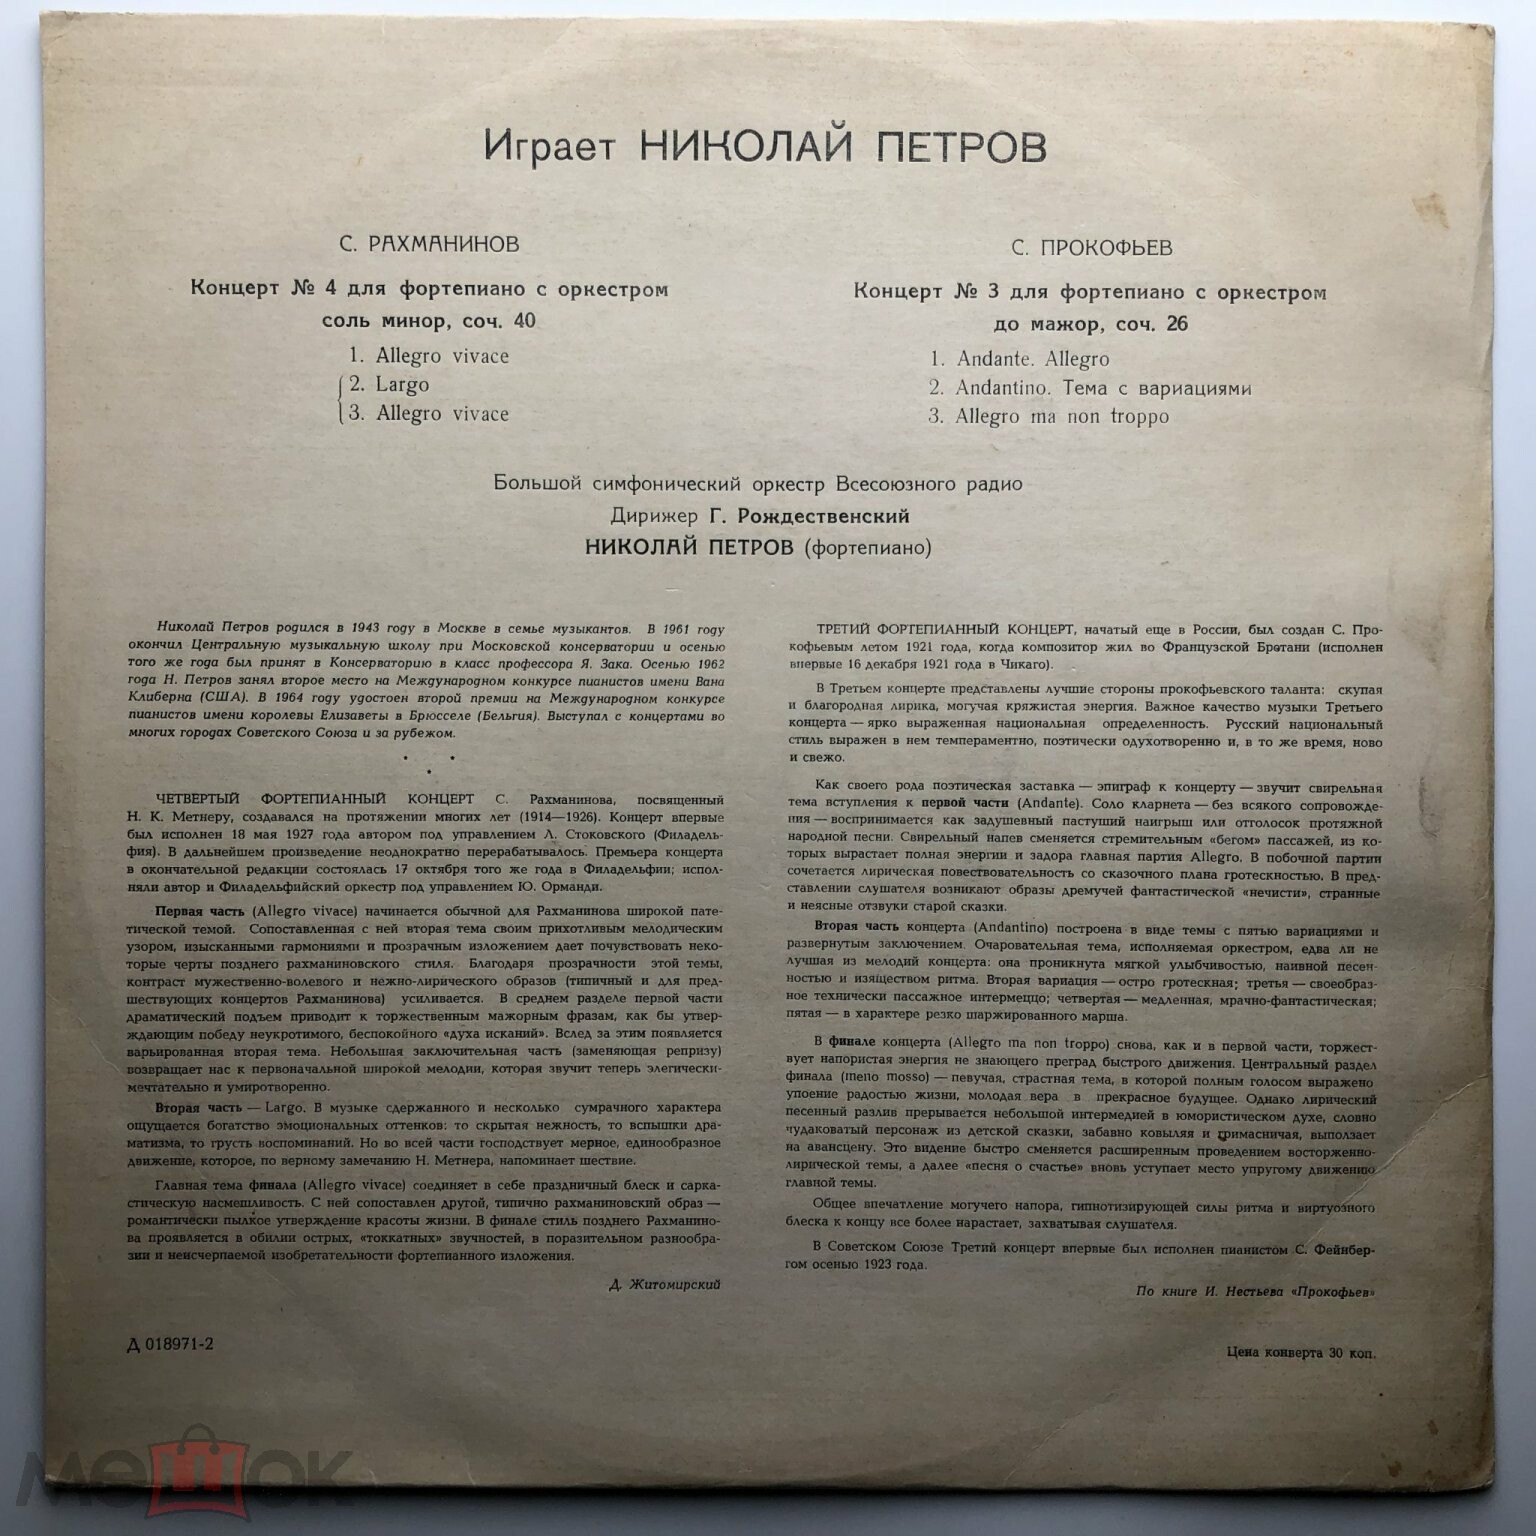 Играет НИКОЛАЙ ПЕТРОВ
С. РАХМАНИНОВ
Концерт № 4 для фортепиано с оркестром
соль минор, соч. 40
1. Allegro vivace
2. Largo
3. Allegro vivace
С. ПРОКОФЬЕВ
Концерт № 3 для фортепиано с оркестром
до мажор, соч. 26
1. Andante. Allegro
2. Andantino. Тема с вариациями
3. Allegro ma non troppo
Большой симфонический оркестр Всесоюзного радио
Дирижер Г. Рождественский
НИКОЛАЙ ПЕТРОВ (фортепиано)
Николай Петров родился в 1943 году в Москве в семье музыкантов. В 1961 году
окончил Центральную музыкальную школу при Московской консерватории и осенью
того же года был принят в Консерваторию в класс профессора Я. Зака. Осенью 1962
года Н. Петров занял второе место на Международном конкурсе пианистов имени Вана
Клиберна (США). В 1964 году удостоен второй премии на Международном конкурсе
пианистов имени королевы Елизаветы в Брюсселе (Бельгия). Выступал с концертами во
многих городах Советского Союза и за рубежом.
ЧЕТВЕРТЫЙ ФОРТЕПИАННЫЙ КОНЦЕРТ С. Рахманинова, посвященный
Н. К. Метнеру, создавался на протяжении многих лет (1914—1926). Концерт впервые
был исполнен 18 мая 1927 года автором под управлением Л. Стоковского (Филадель-
фия). В дальнейшем произведение неоднократно перерабатывалось. Премьера концерта
в окончательной редакции состоялась 17 октября того же года в Филадельфии; испол-
няли автор и Филадельфийский оркестр под управлением Ю. Орманди.
Первая часть (Allegro vivace) начинается обычной для Рахманинова широкой пате-
тической темой. Сопоставленная с ней вторая тема своим прихотливым мелодическим
узором, изысканными гармониями и прозрачным изложением дает почувствовать неко-
торые черты позднего рахманиновского стиля. Благодаря прозрачности этой темы,
контраст мужественно-волевого и нежно-лирического образов (типичный и для пред-
шествующих концертов Рахманинова) усиливается. В среднем разделе первой части
драматический подъем приводит к торжественным мажорным фразам, как бы утвер-
ждающим победу неукротимого, беспокойного «духа исканий». Вслед за этим появляется
варьированная вторая тема. Небольшая заключительная часть (заменяющая репризу)
возвращает нас к первоначальной широкой мелодии, которая звучит теперь элегически-
мечтательно и умиротворенно.
Вторая часть — Largo. В музыке сдержанного и несколько сумрачного характера
ощущается богатство эмоциональных оттенков: то скрытая нежность, то вспышки дра-
матизма, то грусть воспоминаний. Но во всей части господствует мерное, единообразное
движение, которое, по верному замечанию Н. Метнера, напоминает шествие.
Главная тема финала (Allegro vivace) соединяет в себе праздничный блеск и сарка-
стическую насмешливость. С ней сопоставлен другой, типично рахманиновский образ —
романтически пылкое утверждение красоты жизни. В финале стиль позднего Рахманино-
ва проявляется в обилии острых, «токкатных» звучностей, в поразительном разнообра-
зии и неисчерпаемой изобретательности фортепианного изложения.
Д. Житомирский
Д 018971-2
ТРЕТИЙ ФОРТЕПИАННЫЙ КОНЦЕРТ, начатый еще в России, был создан С. Про-
кофьевым летом 1921 года, когда композитор жил во Французской Бретани (исполнен
впервые 16 декабря 1921 года в Чикаго).
В Третьем концерте представлены лучшие стороны прокофьевского таланта: скупая
и благородная лирика, могучая кряжистая энергия. Важное качество музыки Третьего
концерта — ярко выраженная национальная определенность. Русский национальный
стиль выражен в нем темпераментно, поэтически одухотворенно и, в то же время, ново
и свежо.
Как своего рода поэтическая заставка — эпиграф к концерту — звучит свирельная
тема вступления к первой части (Andante). Соло кларнета — без всякого сопровожде-
ния — воспринимается как задушевный пастуший наигрыш или отголосок протяжной
народной песни. Свирельный напев сменяется стремительным «бегом» пассажей, из ко-
торых вырастает полная энергии и задора главная партия Allegro. В побочной партии
сочетается лирическая повествовательность со сказочного плана гротескностью. В пред-
ставлении слушателя возникают образы дремучей фантастической «нечисти», странные
и неясные отзвуки старой сказки.
Вторая часть концерта (Andantino) построена в виде темы с пятью вариациями и
развернутым заключением. Очаровательная тема, исполняемая оркестром, едва ли не
лучшая из мелодий концерта: она проникнута мягкой улыбчивостью, наивной песен-
ностью и изяществом ритма. Вторая вариация — остро гротескная; третья — своеобраз-
ное технически пассажное интермеццо; четвертая — медленная, мрачно-фантастическая;
пятая — в характере резко шаржированного марша.
В финале концерта (Allegro ma non troppo) снова, как и в первой части, торжест-
вует напористая энергия не знающего преград быстрого движения. Центральный раздел
финала (meno mosso) — певучая, страстная тема, в которой полным голосом выражено
упоение радостью жизни, молодая вера в прекрасное будущее. Однако лирический
песенный разлив прерывается небольшой интермедией в юмористическом духе, словно
чудаковатый персонаж из детской сказки, забавно ковыляя и гримасничая, выползает
на авансцену. Это видение быстро сменяется расширенным проведением восторженно-
лирической темы, а далее «песня о счастье» вновь уступает место упругому движению
главной темы.
Общее впечатление могучего напора, гипнотизирующей силы ритма и виртуозного
блеска к концу все более нарастает, захватывая слушателя.
В Советском Союзе Третий концерт впервые был исполнен пианистом С. Фейнбер-
гом осенью 1923 года.
По книге И. Нестьева «Прокофьев»
Цена конверта 30 коп.
мешок